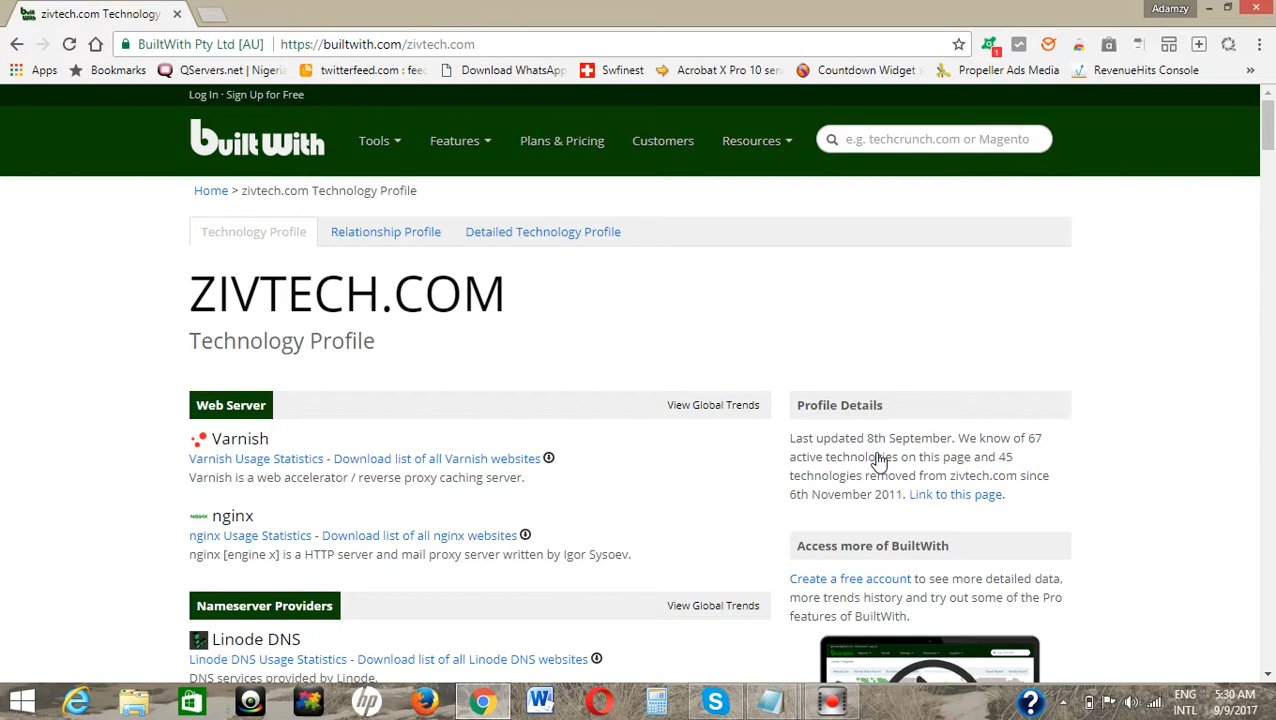 zivtech.com Technology
Adamzy
BuiltWith Pty Ltd [AU]
https://builtwith.com/zivtech.com
1
Apps
Bookmarks
QServers.net | Nigeria
twitterfeed.com : fee
Download WhatsApp
Swfinest
Acrobat X Pro 10 seri
Countdown Widget
Propeller Ads Media
RevenueHits Console
»
Log In · Sign Up for Free
built With
Tools
Features
Plans & Pricing
Customers
Resources
e.g. techcrunch.com or Magento
Home > zivtech.com Technology Profile
Technology Profile
Relationship Profile
Detailed Technology Profile
ZIVTECH.COM
Technology Profile
Web Server
View Global Trends
Varnish
Varnish Usage Statistics - Download list of all Varnish websites
Varnish is a web accelerator / reverse proxy caching server.
nginx
nginx Usage Statistics - Download list of all nginx websites
nginx [engine x] is a HTTP server and mail proxy server written by Igor Sysoev.
Nameserver Providers
View Global Trends
Linode DNS
Linode DNS Usage Statistics - Download list of all Linode DNS websites
DNS services provided by Linode.
Profile Details
Last updated 8th September. We know of 67
active technologies on this page and 45
technologies removed from zivtech.com since
6th November 2011. Link to this page.
Access more of BuiltWith
Create a free account to see more detailed data,
more trends history and try out some of the Pro
features of BuiltWith.
ENG
INTL
5:30 AM
9/9/2017